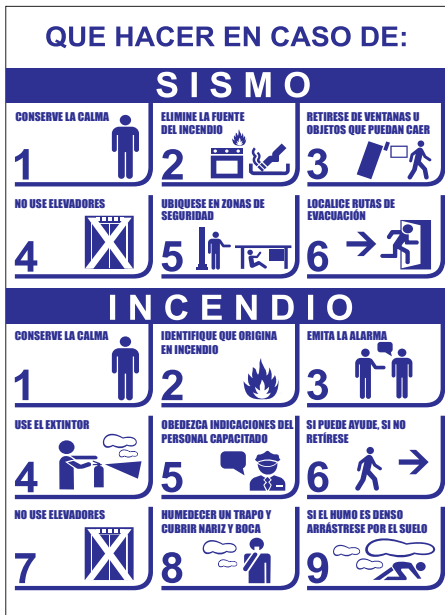 QUE HACER EN CASO DE:
SISMO
CONSERVE LA CALMA
1
ELIMINE LA FUENTE
DEL INCENDIO
2
RETIRESE DE VENTANAS U
OBJETOS QUE PUEDAN CAER
3
NO USE ELEVADORES
4
UBIQUESE EN ZONAS DE
SEGURIDAD
5
LOCALICE RUTAS DE
EVACUACIÓN
6
INCENDIO
CONSERVE LA CALMA
1
IDENTIFIQUE QUE ORIGINA
EN INCENDIO
2
EMITA LA ALARMA
3
USE EL EXTINTOR
4
OBEDEZCA INDICACIONES DEL
PERSONAL CAPACITADO
5
SI PUEDE AYUDE, SI NO
RETÍRESE
6
NO USE ELEVADORES
7
HUMEDECER UN TRAPO Y
CUBRIR NARIZ Y BOCA
8
SI EL HUMO ES DENSO
ARRÁSTRESE POR EL SUELO
9